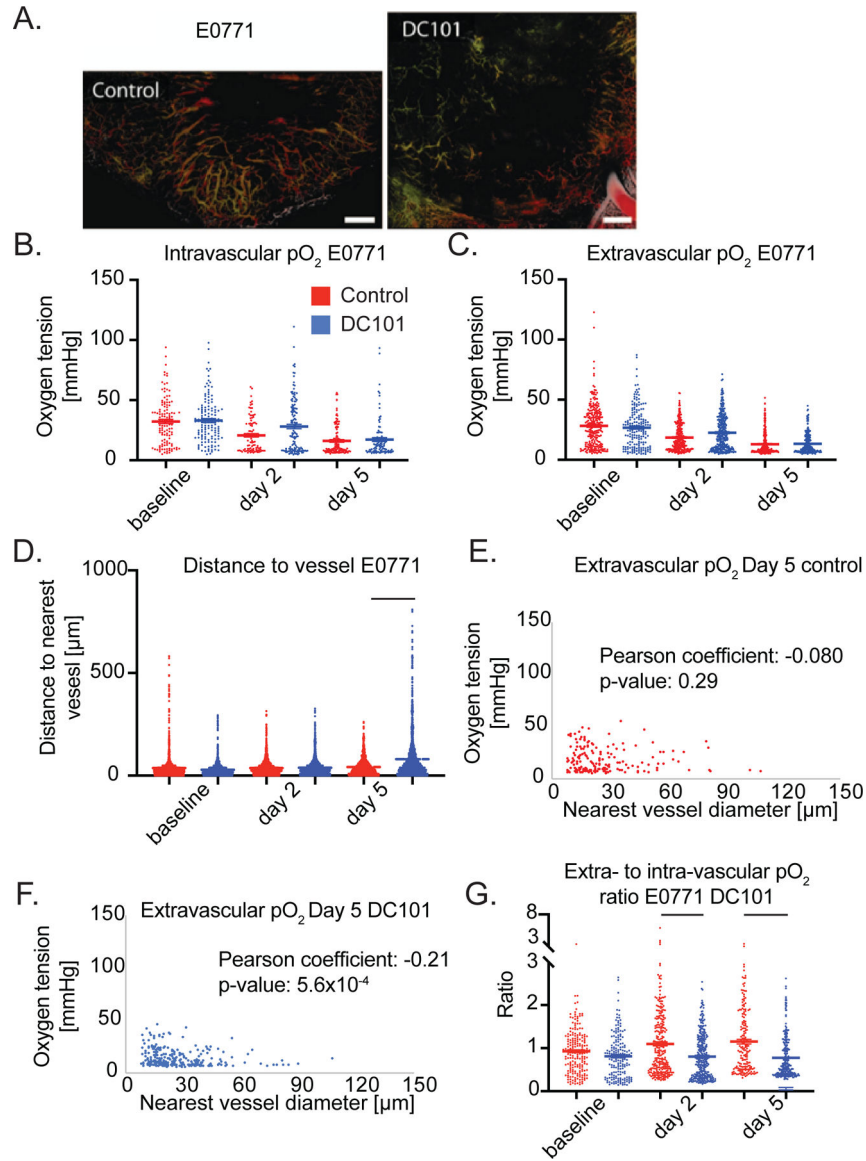 A.
E0771
Control
DC101
B.
Intravascular pO2 E0771
Oxygen tension
[mmHg]
150
100
50
0
Control
DC101
baseline
day 2
day 5
C.
Extravascular pO2 E0771
Oxygen tension
[mmHg]
150
100
50
0
baseline
day 2
day 5
D.
Distance to vessel E0771
Distance to nearest
vesesl [µm]
1000
500
0
baseline
day 2
day 5
E.
Extravascular pO2 Day 5 control
Oxygen tension
[mmHg]
150
100
50
0
Pearson coefficient: -0.080
p-value: 0.29
0 30 60 90 120 150
Nearest vessel diameter [µm]
F.
Extravascular pO2 Day 5 DC101
Oxygen tension
[mmHg]
150
100
50
0
Pearson coefficient: -0.21
p-value: 5.6x10-4
0 30 60 90 120 150
Nearest vessel diameter [µm]
G.
Extra- to intra-vascular pO2
ratio E0771 DC101
Ratio
8
3
3
2
1
0
baseline
day 2
day 5